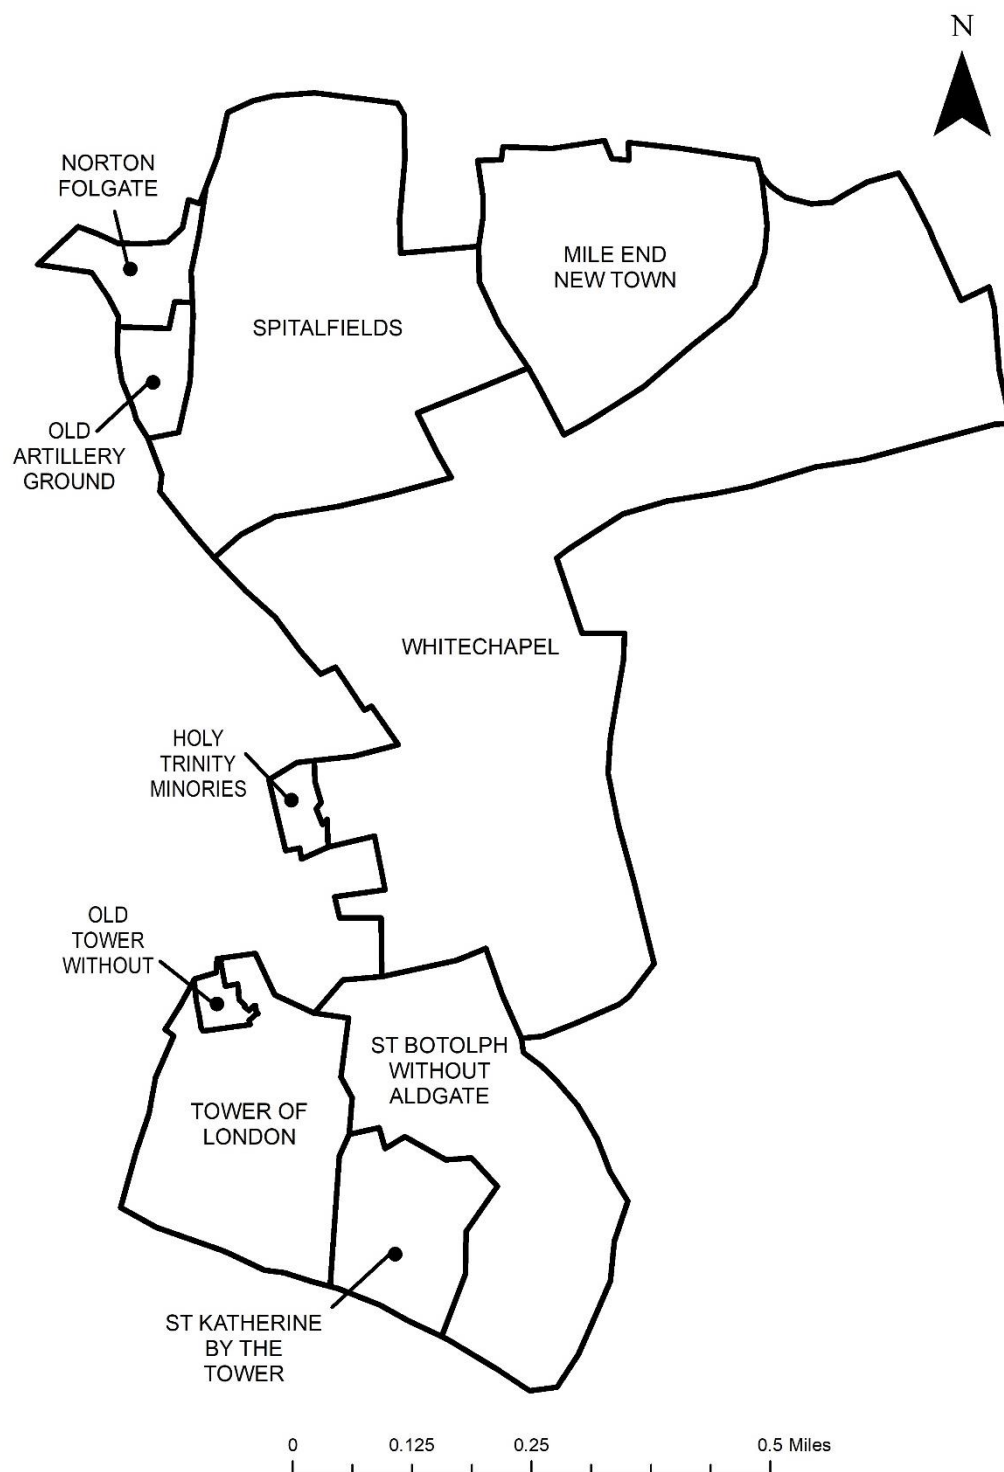 N
NORTON
FOLGATE
MILE END
NEW TOWN
SPITALFIELDS
OLD
ARTILLERY
GROUND
WHITECHAPEL
HOLY
TRINITY
MINORIES
OLD
TOWER
WITHOUT
ST BOTOLPH
WITHOUT
ALDGATE
TOWER OF
LONDON
ST KATHERINE
BY THE
TOWER
0 0.125 0.25 0.5 Miles